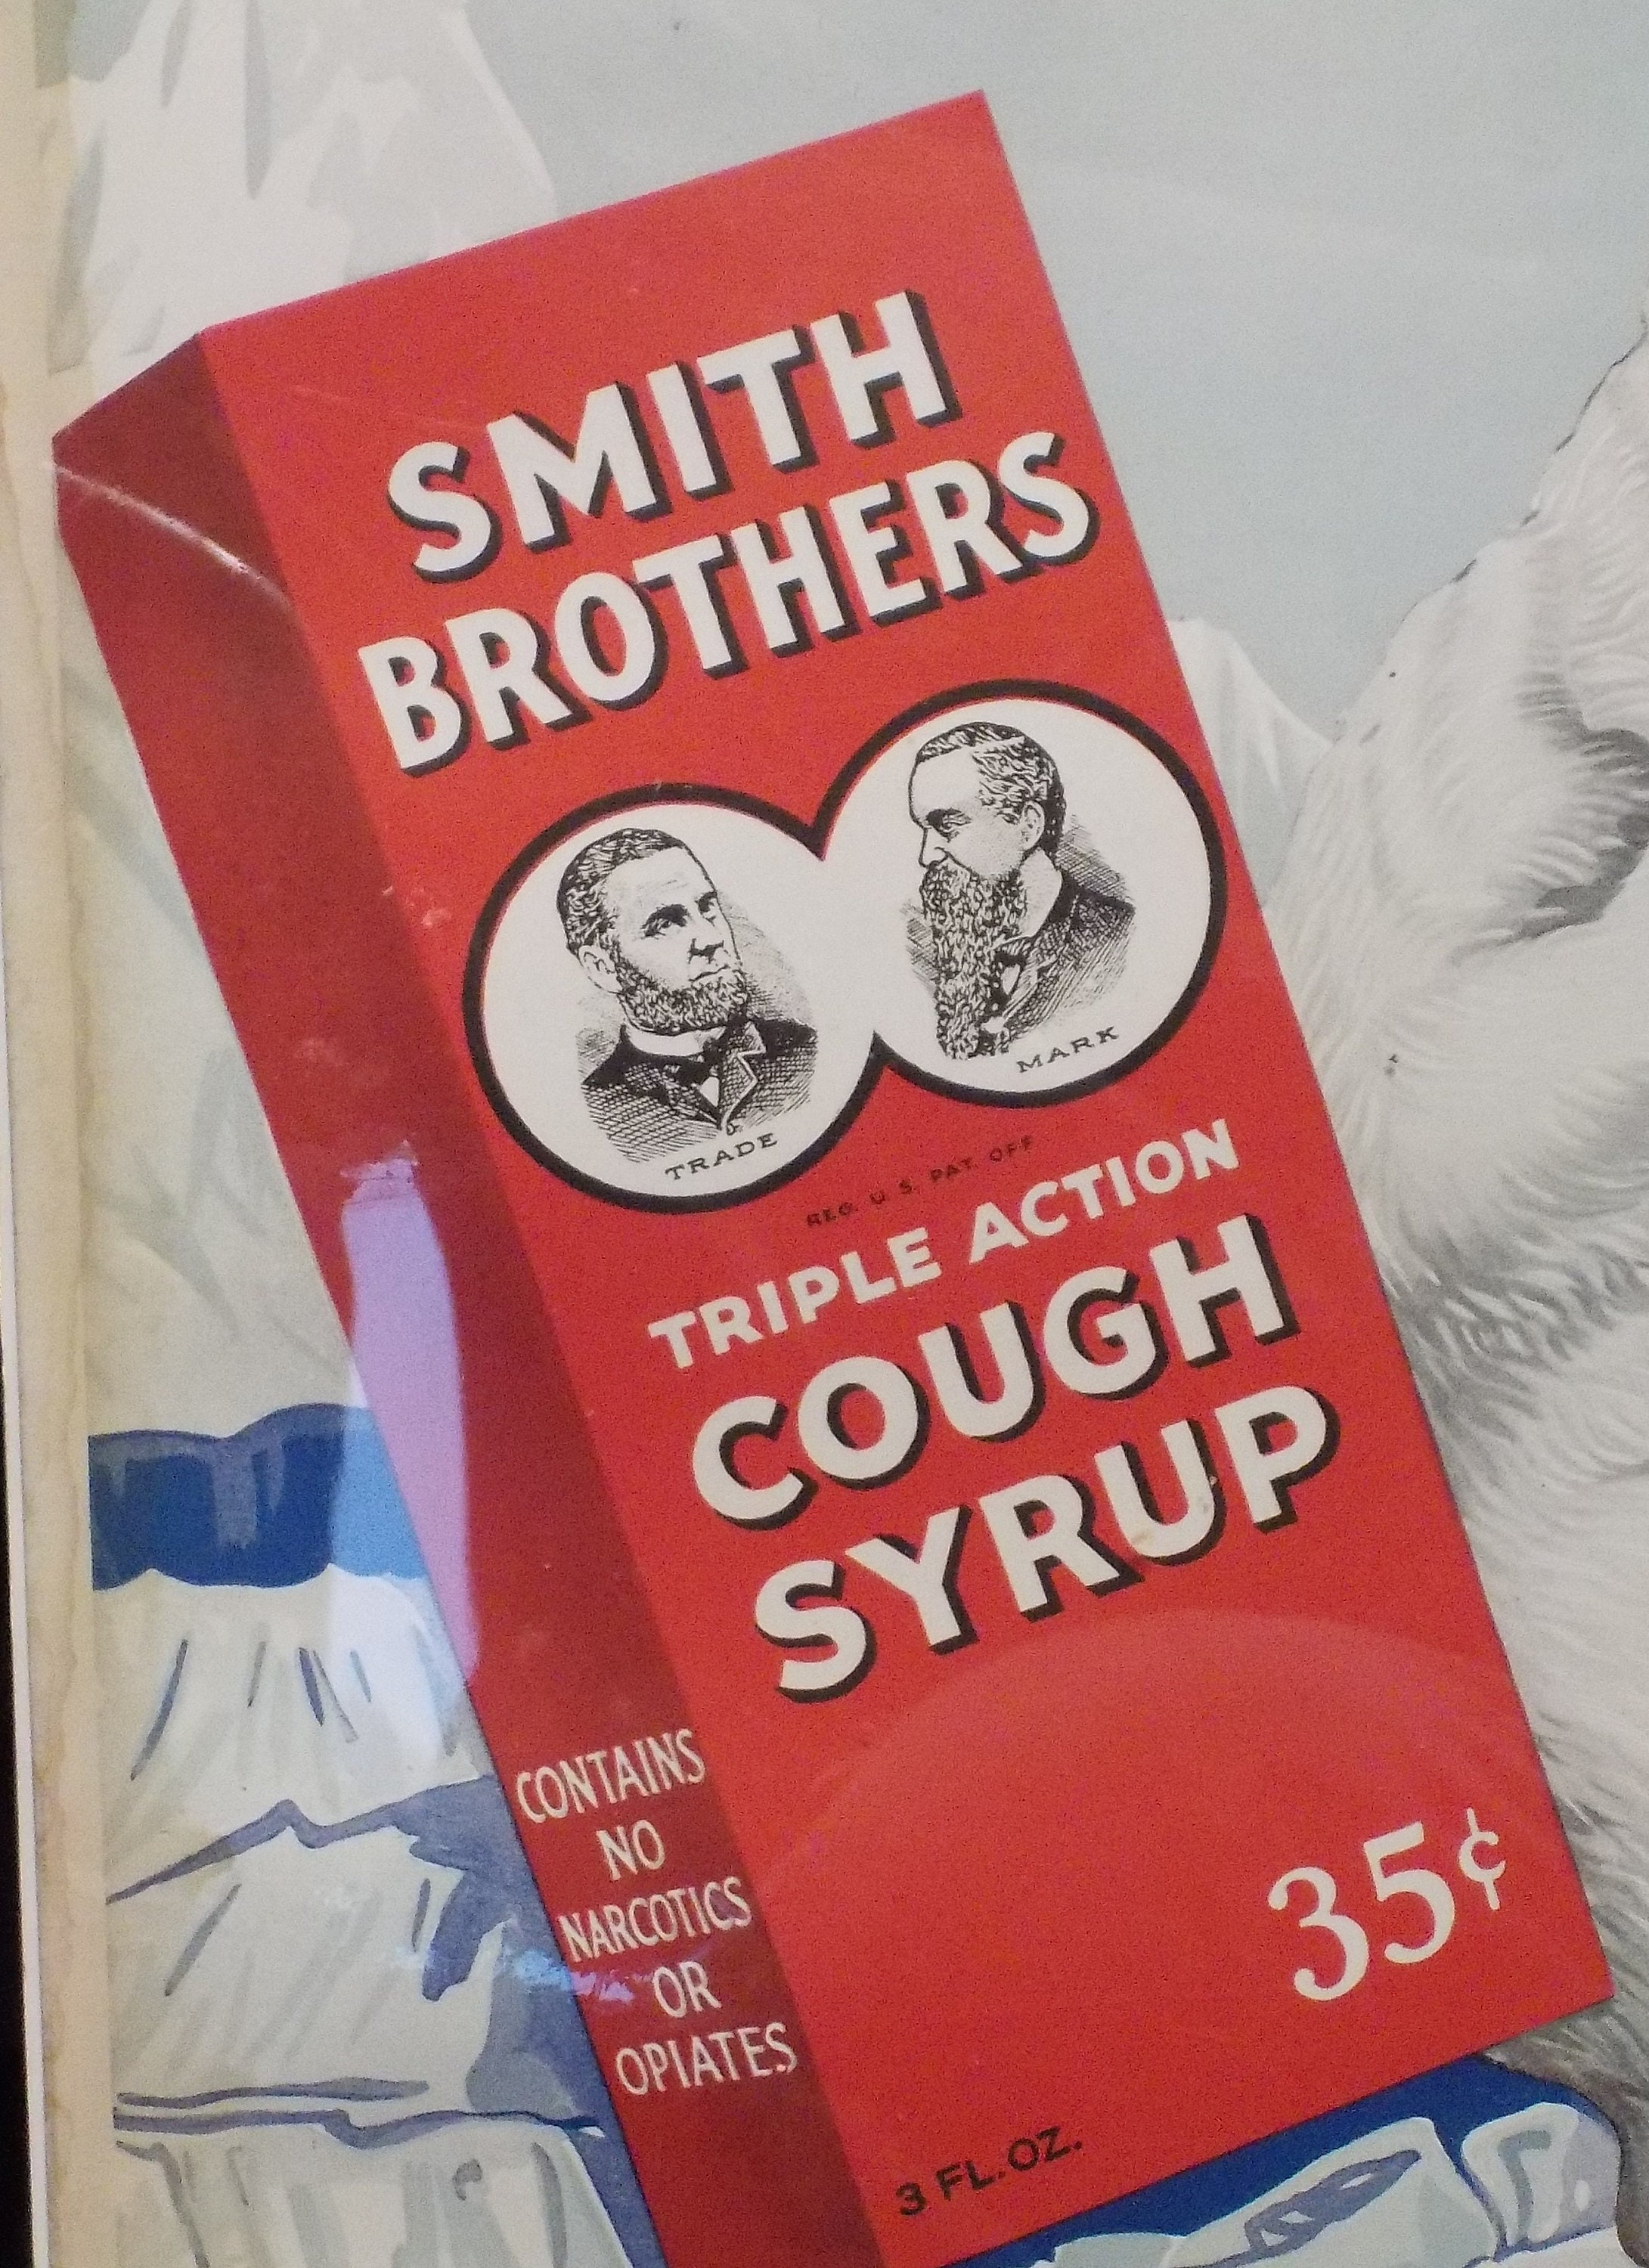 SMITH
BROTHERS
TRADE
MARK
REG. U S. PAT. OFF
TRIPLE ACTION
COUGH
SYRUP
35¢
3 FL. OZ.
CONTAINS
NO
NARCOTICS
OR
OPIATES